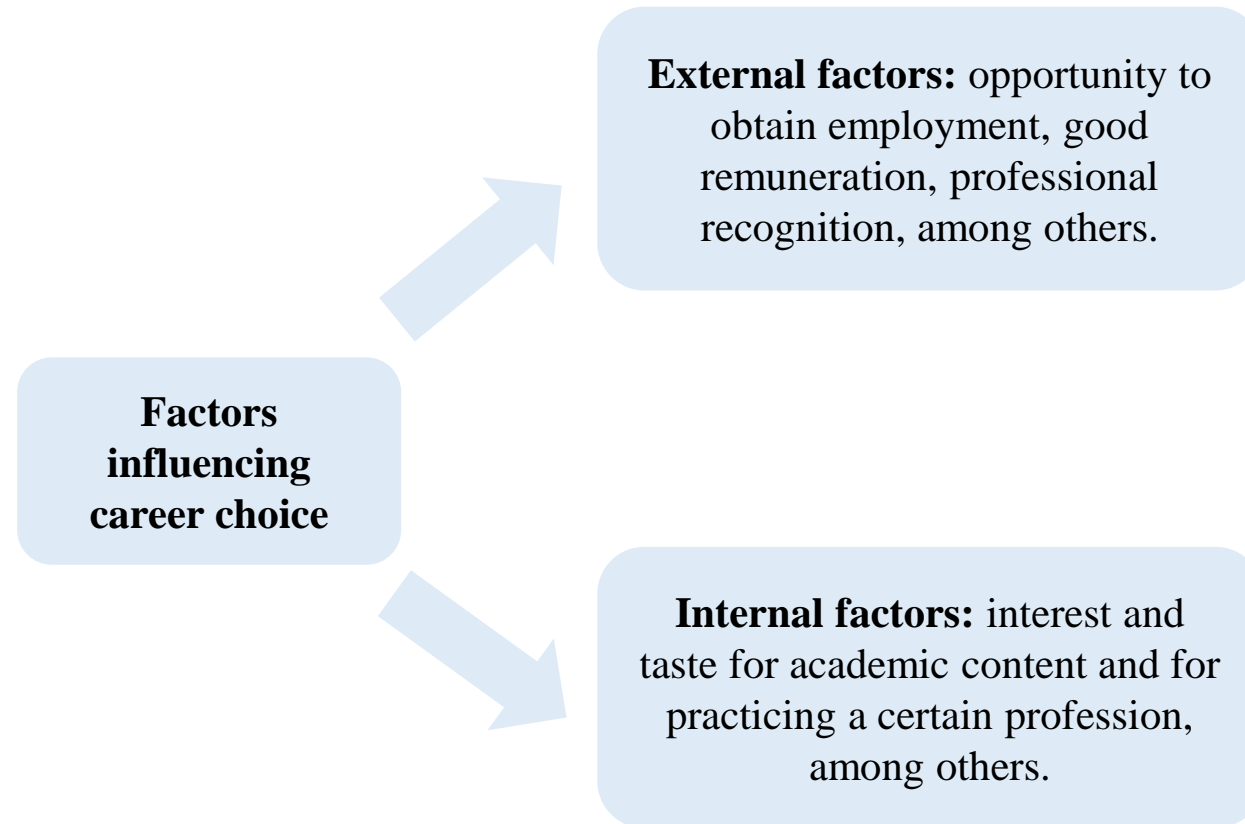 External factors: opportunity to
obtain employment, good
remuneration, professional
recognition, among others.
Factors
influencing
career choice
Internal factors: interest and
taste for academic content and for
practicing a certain profession,
among others.